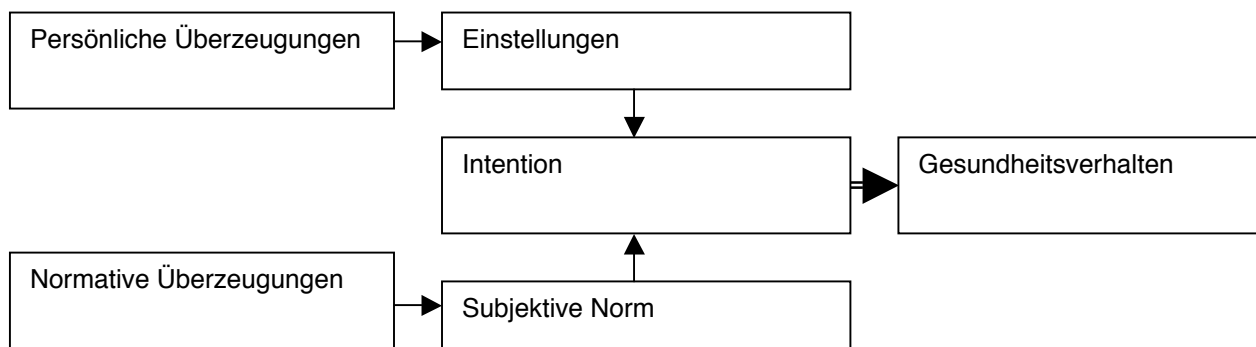 Persönliche Überzeugungen
Einstellungen
Intention
Gesundheitsverhalten
Normative Überzeugungen
Subjektive Norm